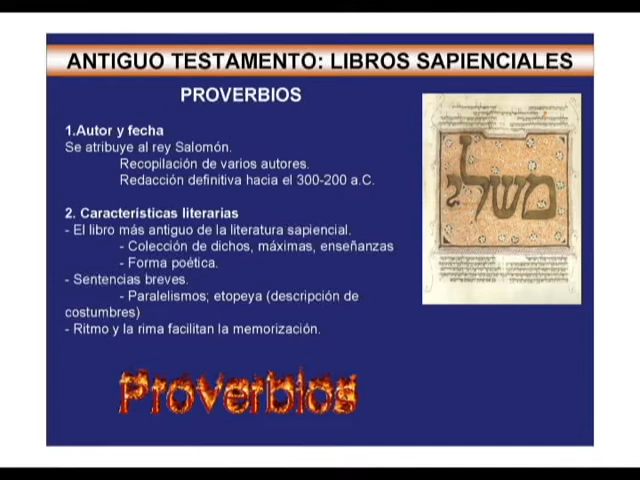 ANTIGUO TESTAMENTO: LIBROS SAPIENCIALES
PROVERBIOS
1.Autor y fecha
Se atribuye al rey Salomón.
Recopilación de varios autores.
Redacción definitiva hacia el 300-200 a.C.
2. Características literarias
- El libro más antiguo de la literatura sapiencial.
- Colección de dichos, máximas, enseñanzas
- Forma poética.
- Sentencias breves.
- Paralelismos; etopeya (descripción de
costumbres)
- Ritmo y la rima facilitan la memorización.
משלי
Proverbios